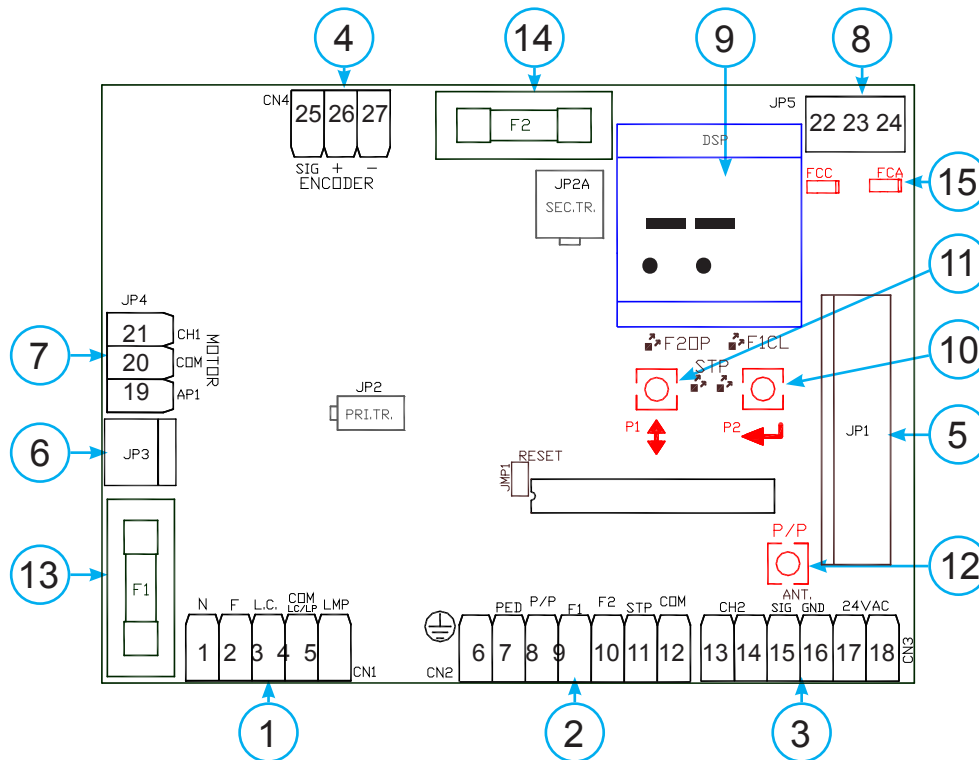 4 14 9 8
CN4 25 26 27
SIG + −
ENCODER
F2
JP2A
SEC.TR.
DSP
JP5
22 23 24
FCC FCA
15
11
JP4
21 CH1
20 COM
19 AP1
MOTOR
7
F2OP F1CL
STP
10
JP2
PRI.TR.
P1 P2
JP1
5
6
JP3
RESET
JMP1
P/P
12
13
F1
ANT.
N F L.C. COM LC/LP LMP
PED P/P F1 F2 STP COM
CH2 SIG GND 24VAC
1 2 3 4 5
6 7 8 9 10 11 12
13 14 15 16 17 18
CN1 CN2 CN3
1 2 3